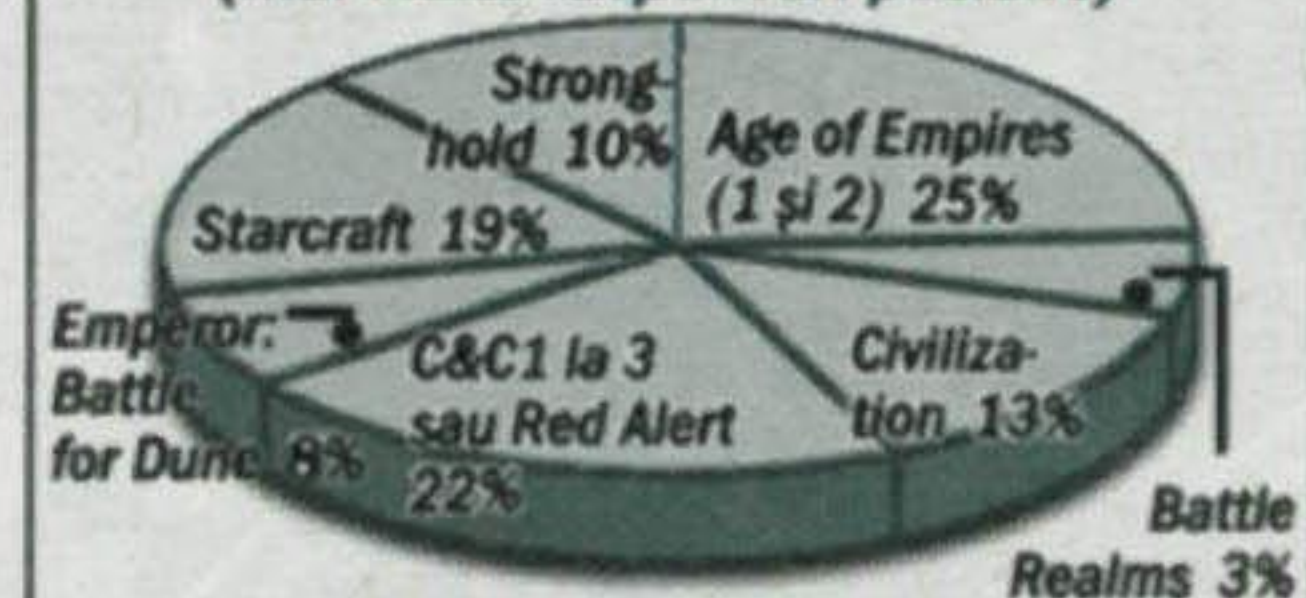 Strong-
hold 10%
Age of Empires
(1 și 2) 25%
Starcraft 19%
Emperor:
Battle
for Dune 8%
C&C1 la 3
sau Red Alert
22%
Civiliza-
tion 13%
Battle
Realms 3%